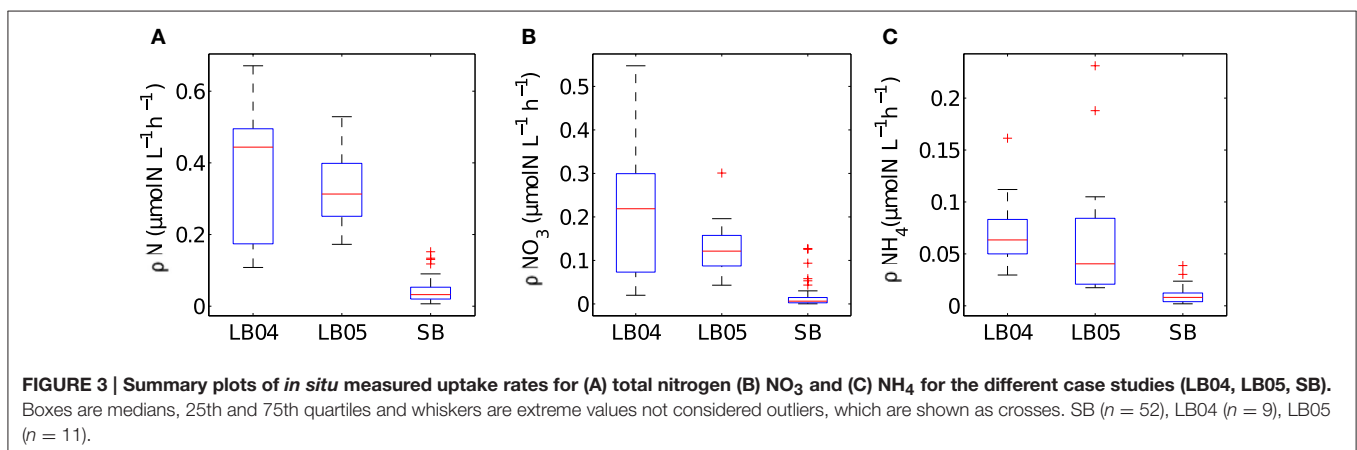 A
B
C
ρ N (μmolN L⁻¹h⁻¹)
0.6
0.4
0.2
0
LB04 LB05 SB
ρ NO₃ (μmolN L⁻¹h⁻¹)
0.5
0.4
0.3
0.2
0.1
0
LB04 LB05 SB
ρ NH₄(μmolN L⁻¹h⁻¹)
0.2
0.15
0.1
0.05
0
LB04 LB05 SB
FIGURE 3 | Summary plots of in situ measured uptake rates for (A) total nitrogen (B) NO₃ and (C) NH₄ for the different case studies (LB04, LB05, SB).
Boxes are medians, 25th and 75th quartiles and whiskers are extreme values not considered outliers, which are shown as crosses. SB (n = 52), LB04 (n = 9), LB05
(n = 11).